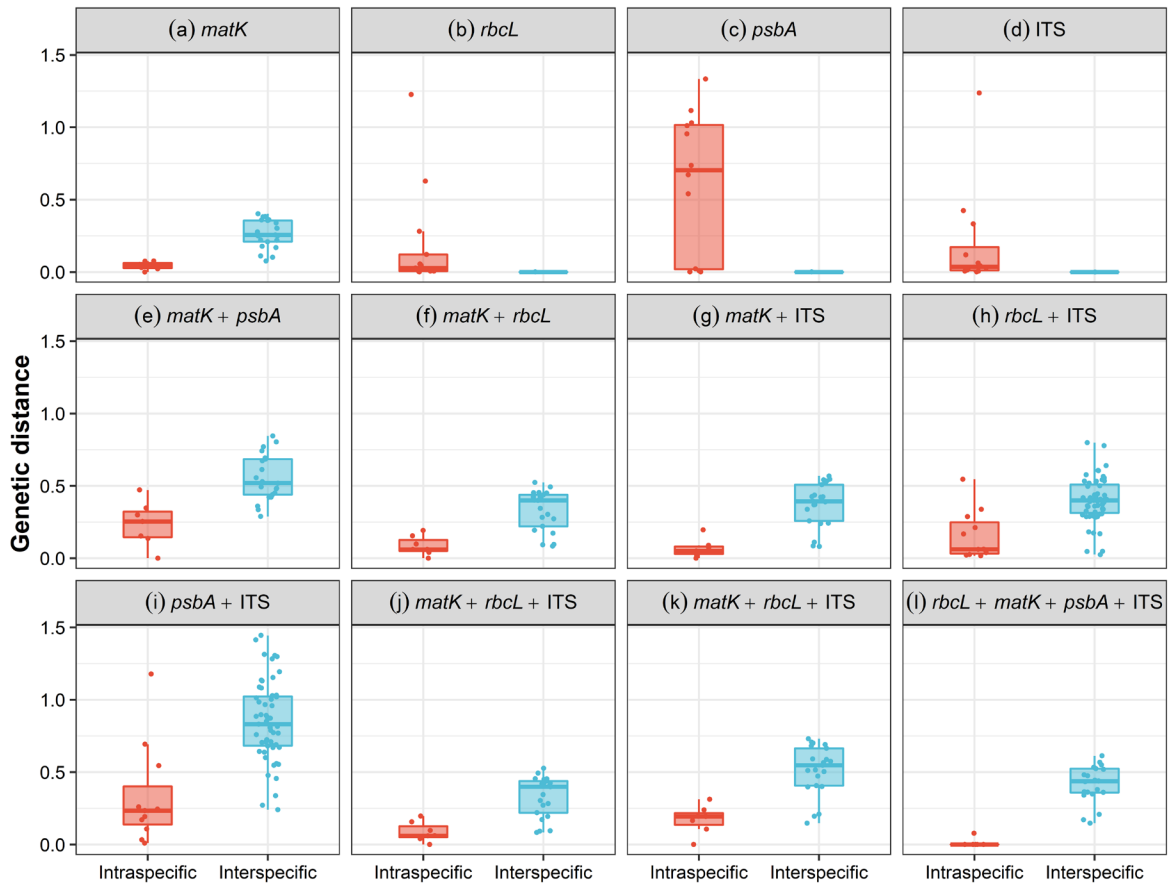 (a) matK
(b) rbcL
(c) psbA
(d) ITS
1.5
1.0
0.5
0.0
(e) matK + psbA
(f) matK + rbcL
(g) matK + ITS
(h) rbcL + ITS
1.5
1.0
0.5
0.0
Genetic distance
(i) psbA + ITS
(j) matK + rbcL + ITS
(k) matK + rbcL + ITS
(l) rbcL + matK + psbA + ITS
1.5
1.0
0.5
0.0
Intraspecific Interspecific
Intraspecific Interspecific
Intraspecific Interspecific
Intraspecific Interspecific